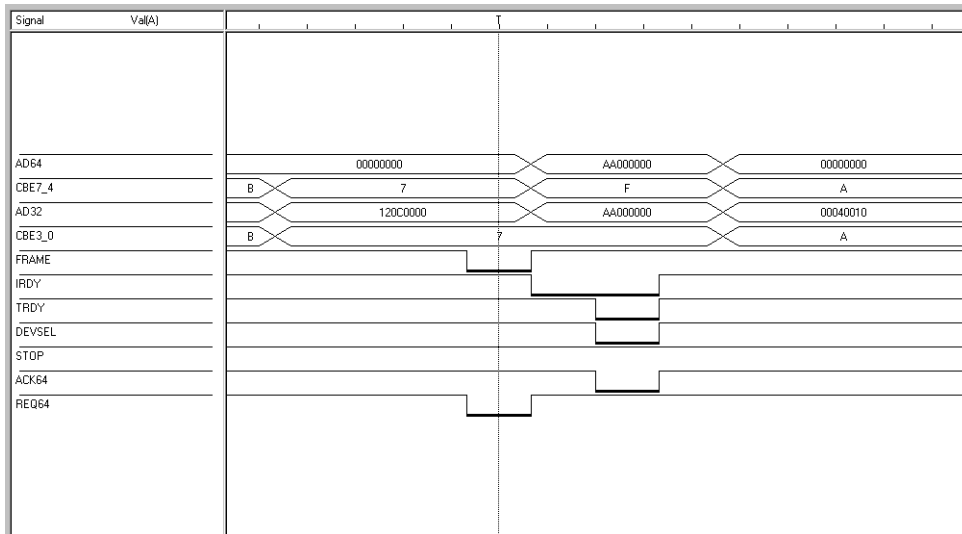 Signal Val(A) T
AD64 00000000 AA000000 00000000
CBE7_4 B 7 F A
AD32 120C0000 AA000000 00040010
CBE3_0 B 7 A
FRAME
IRDY
TRDY
DEVSEL
STOP
ACK64
REQ64